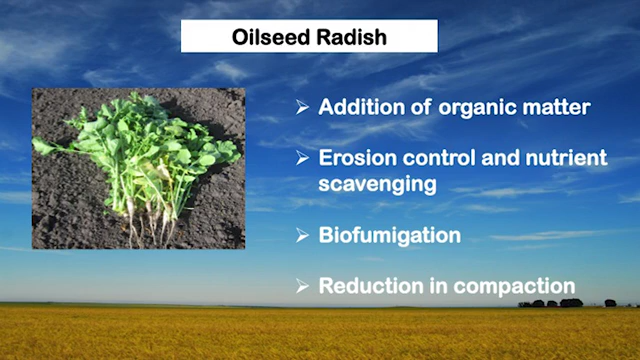 Oilseed Radish
➢ Addition of organic matter
➢ Erosion control and nutrient
scavenging
➢ Biofumigation
➢ Reduction in compaction